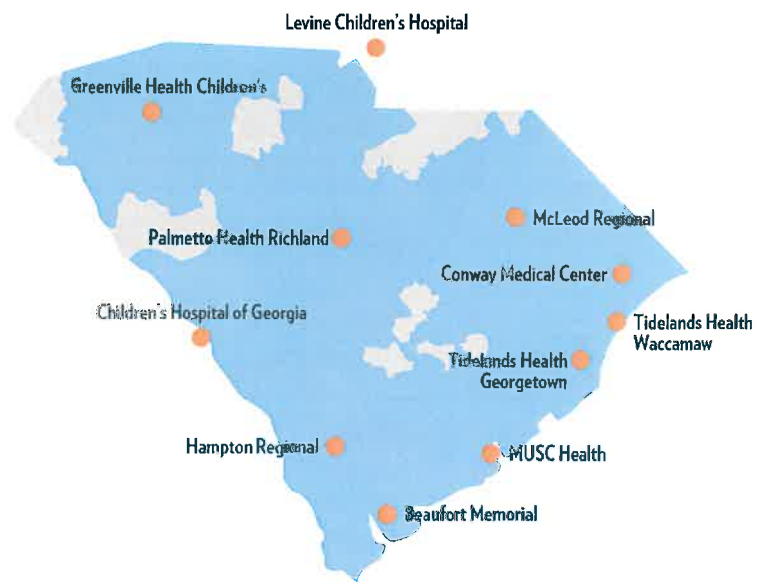 Levine Children's Hospital
Greenville Health Children's
McLeod Regional
Palmetto Health Richland
Conway Medical Center
Children's Hospital of Georgia
Tidelands Health
Waccamaw
Tidelands Health
Georgetown
Hampton Regional
MUSC Health
Beaufort Memorial